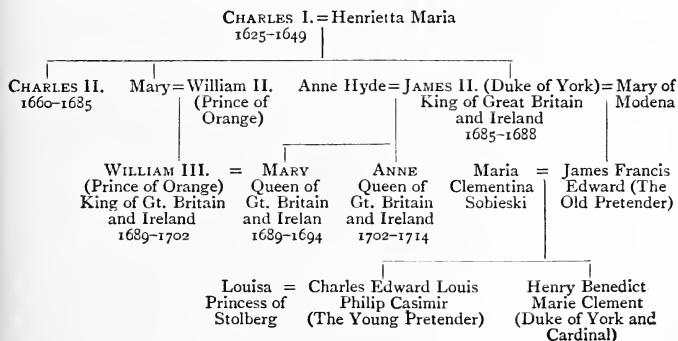 CHARLES I. = Henrietta Maria
1625–1649
CHARLES II.
1660–1685
Mary = William II.
(Prince of
Orange)
Anne Hyde = JAMES II. (Duke of York) = Mary of
Modena
King of Great Britain
and Ireland
1685–1688
WILLIAM III. =
(Prince of Orange)
King of Gt. Britain
and Ireland
1689–1702
MARY
Queen of
Gt. Britain
and Irelan
1689–1694
ANNE
Queen of
Gt. Britain
and Ireland
1702–1714
Maria =
Clementina
Sobieski
James Francis
Edward (The
Old Pretender)
Louisa =
Princess of
Stolberg
Charles Edward Louis
Philip Casimir
(The Young Pretender)
Henry Benedict
Marie Clement
(Duke of York and
Cardinal)